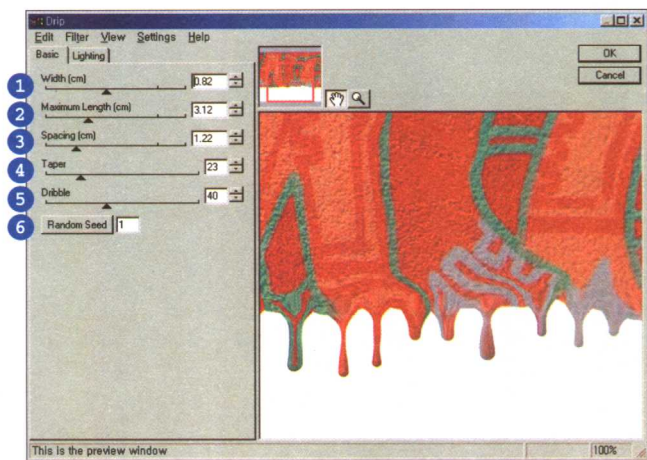 Drip
Edit Filter View Settings Help
Basic Lighting
OK
Cancel
1 Width (cm) 0.82
2 Maximum Length (cm) 3.12
3 Spacing (cm) 1.22
4 Taper 23
5 Dribble 40
6 Random Seed 1
This is the preview window 100%